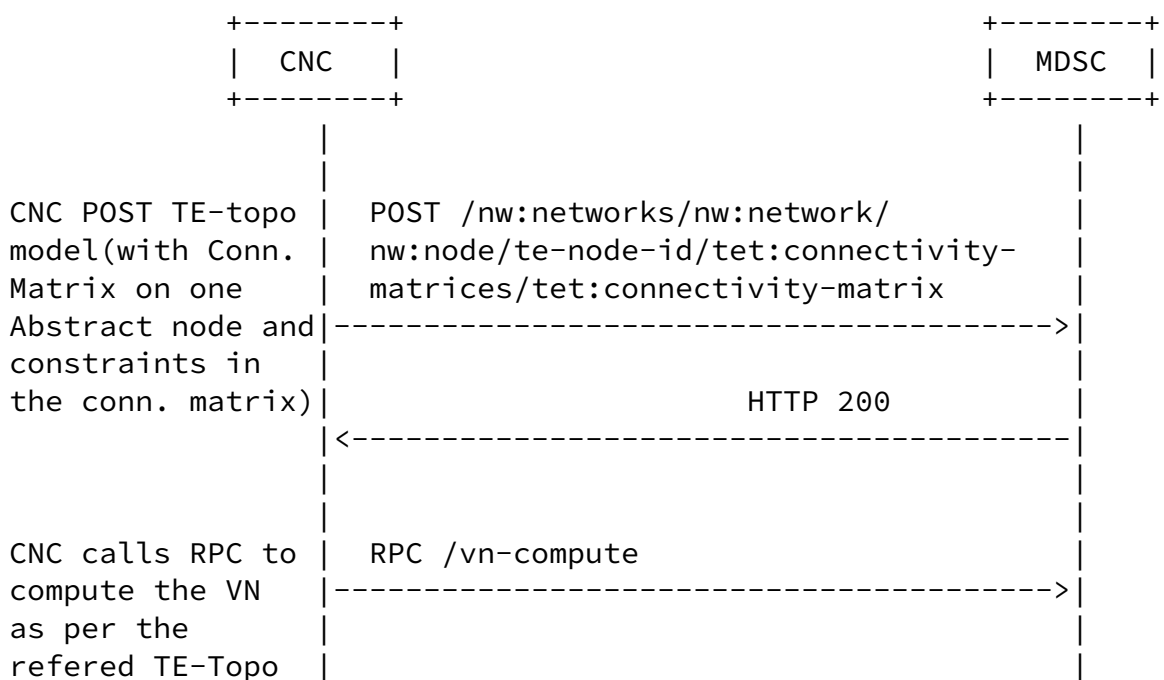 +--------+                                +--------+
            |  CNC   |                                |  MDSC  |
            +--------+                                +--------+
                 |                                         |
                 |                                         |
CNC POST TE-topo |  POST /nw:networks/nw:network/          |
model(with Conn. |  nw:node/te-node-id/tet:connectivity-   |
Matrix on one    |  matrices/tet:connectivity-matrix       |
Abstract node and|---------------------------------------->|
constraints in   |                                         |
the conn. matrix)|                       HTTP 200          |
                 |<----------------------------------------|
                 |                                         |
                 |                                         |
CNC calls RPC to |  RPC /vn-compute                        |
compute the VN   |---------------------------------------->|
as per the       |                                         |
refered TE-Topo  |                                         |